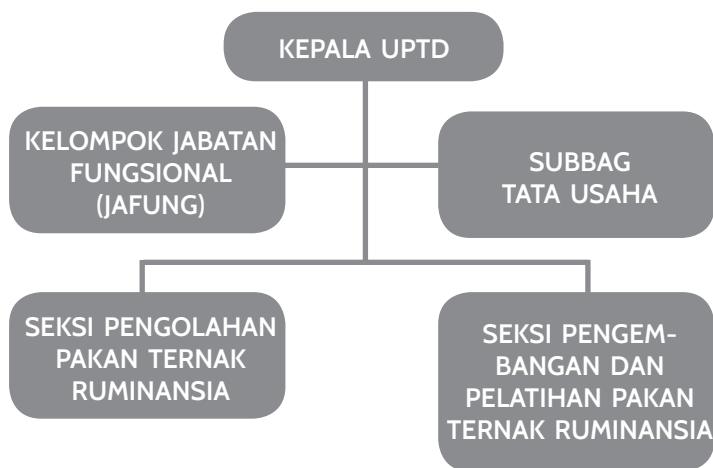 KEPALA UPTD
KELOMPOK JABATAN
FUNGSIONAL
(JAFUNG)
SUBBAG
TATA USAHA
SEKSI PENGOLAHAN
PAKAN TERNAK
RUMINANSIA
SEKSI PENGEM-
BANGAN DAN
PELATIHAN PAKAN
TERNAK RUMINANSIA